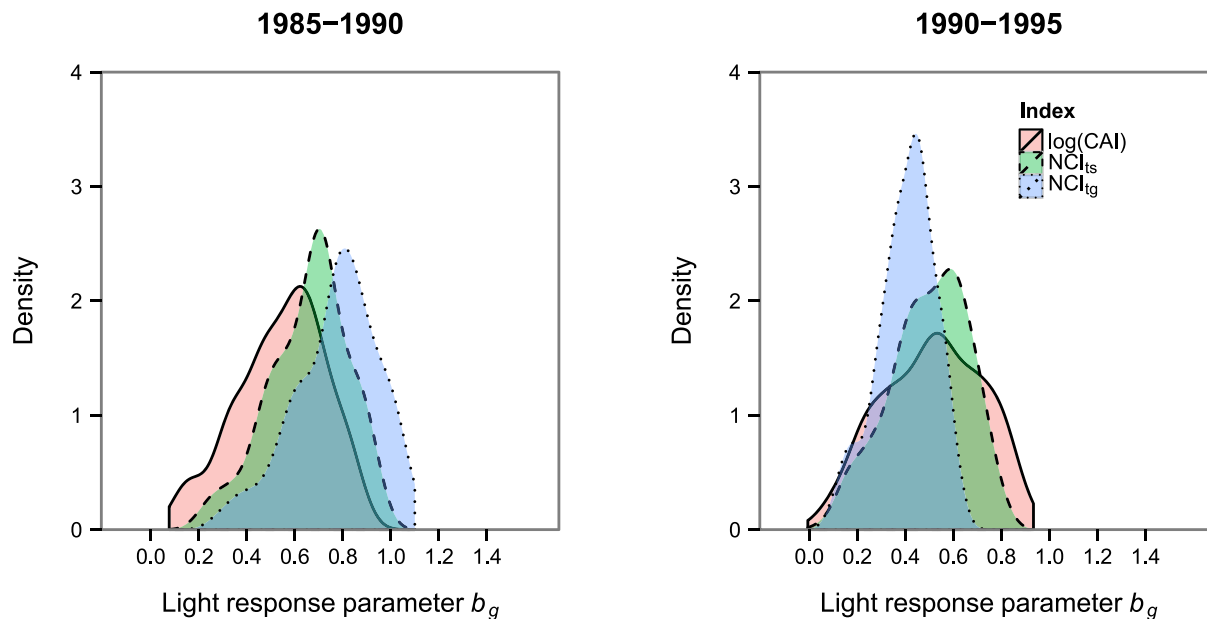 1985−1990
4
3
2
1
0
Density
0.0 0.2 0.4 0.6 0.8 1.0 1.2 1.4
Light response parameter b_g
1990−1995
4
3
2
1
0
Density
0.0 0.2 0.4 0.6 0.8 1.0 1.2 1.4
Light response parameter b_g
Index
log(CAI)
NCI_ts
NCI_tg